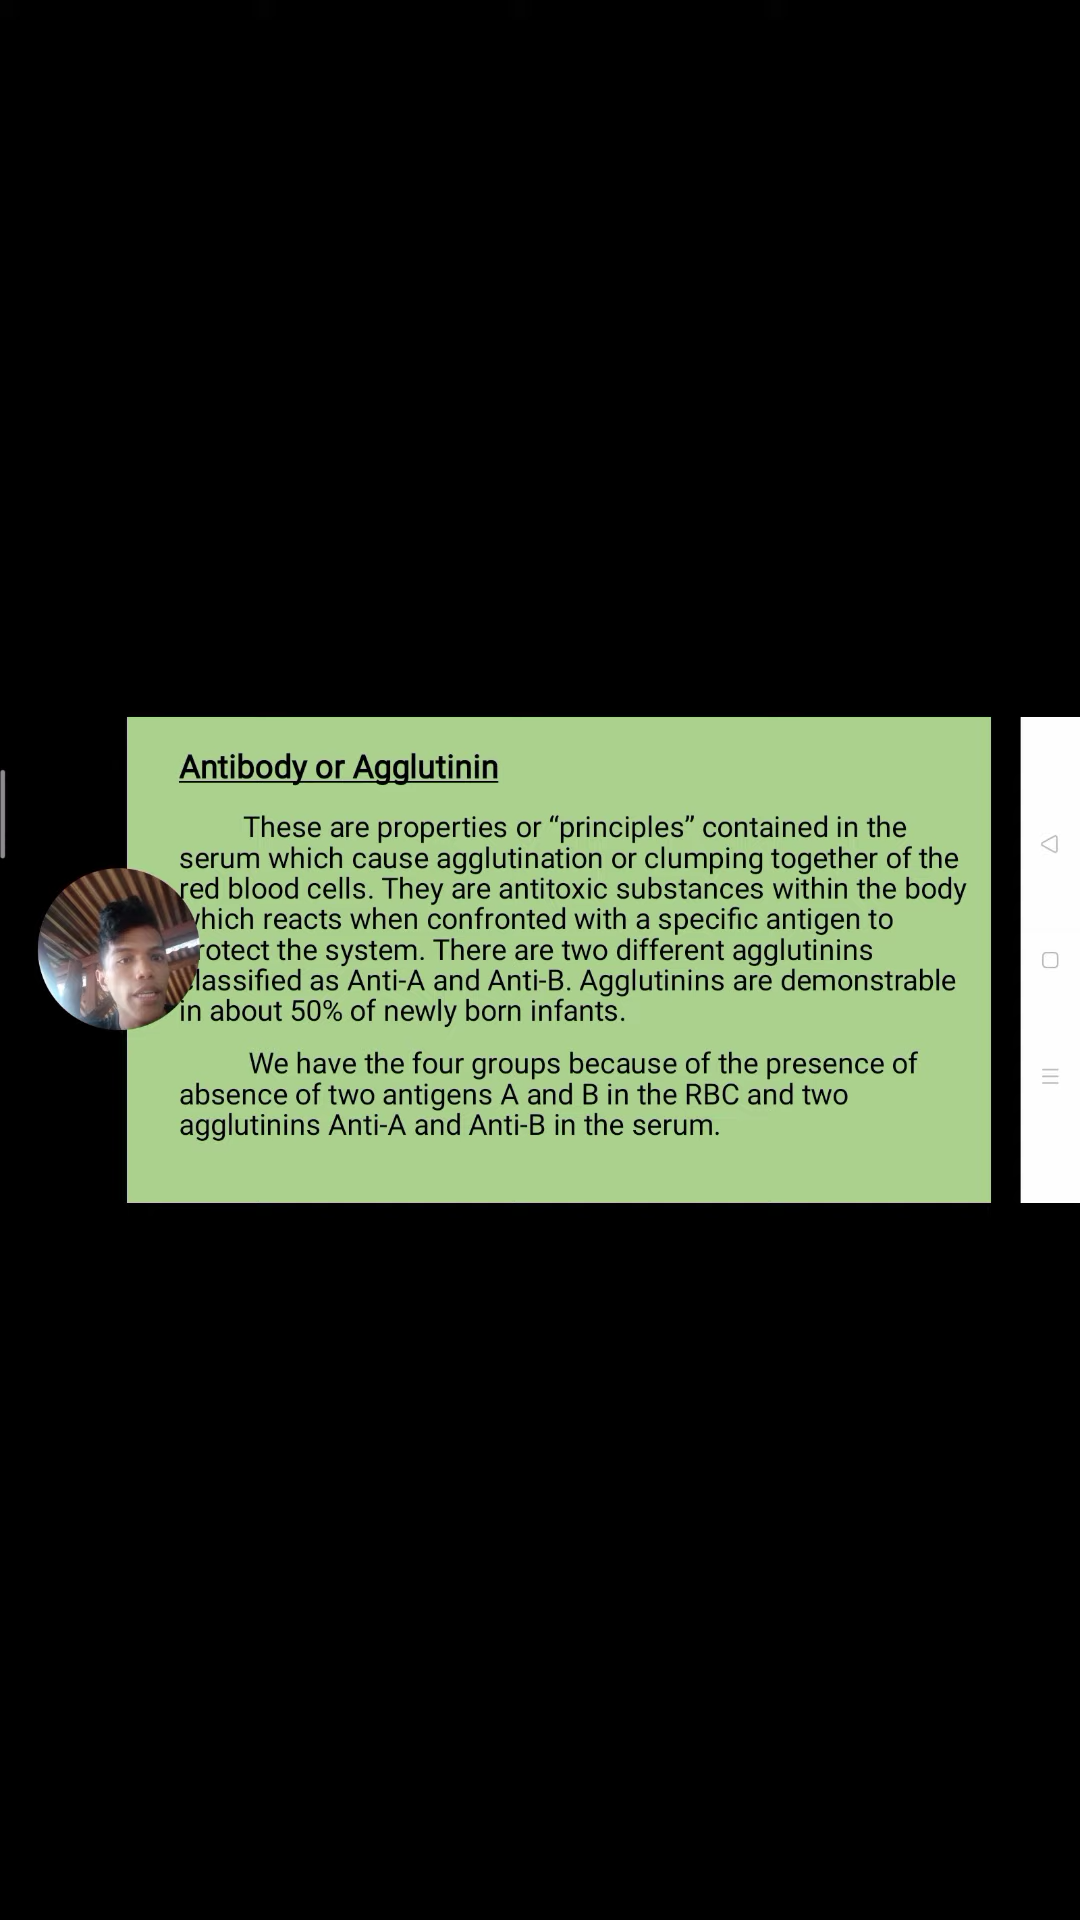 Antibody or Agglutinin
These are properties or “principles” contained in the
serum which cause agglutination or clumping together of the
red blood cells. They are antitoxic substances within the body
which reacts when confronted with a specific antigen to
protect the system. There are two different agglutinins
classified as Anti-A and Anti-B. Agglutinins are demonstrable
in about 50% of newly born infants.
We have the four groups because of the presence of
absence of two antigens A and B in the RBC and two
agglutinins Anti-A and Anti-B in the serum.